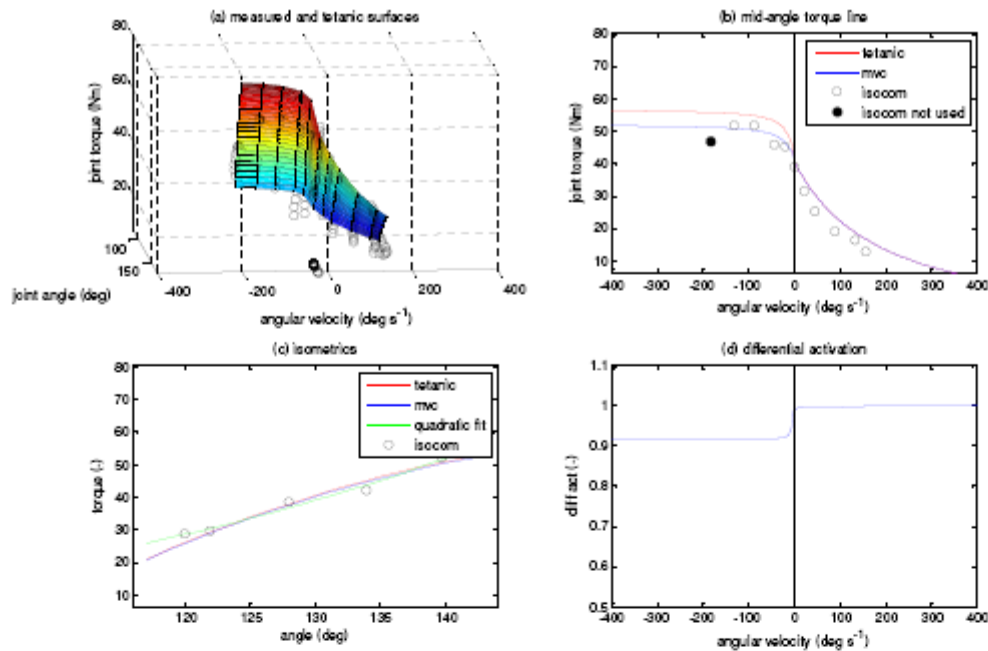 (a) measured and tetanic surfaces
80
60
40
20
joint torque (Nm)
100
150
joint angle (deg)
-400
-200
0
200
400
angular velocity (deg s⁻¹)
(b) mid-angle torque line
80
70
60
50
40
30
20
10
joint torque (Nm)
tetanic
mvc
isocom
isocom not used
-400 -300 -200 -100 0 100 200 300 400
angular velocity (deg s⁻¹)
(c) isometrics
80
70
60
50
40
30
20
10
torque (-)
tetanic
mvc
quadratic fit
isocom
120 125 130 135 140
angle (deg)
(d) differential activation
1.1
1
0.9
0.8
0.7
0.6
0.5
diff act (-)
-400 -300 -200 -100 0 100 200 300 400
angular velocity (deg s⁻¹)